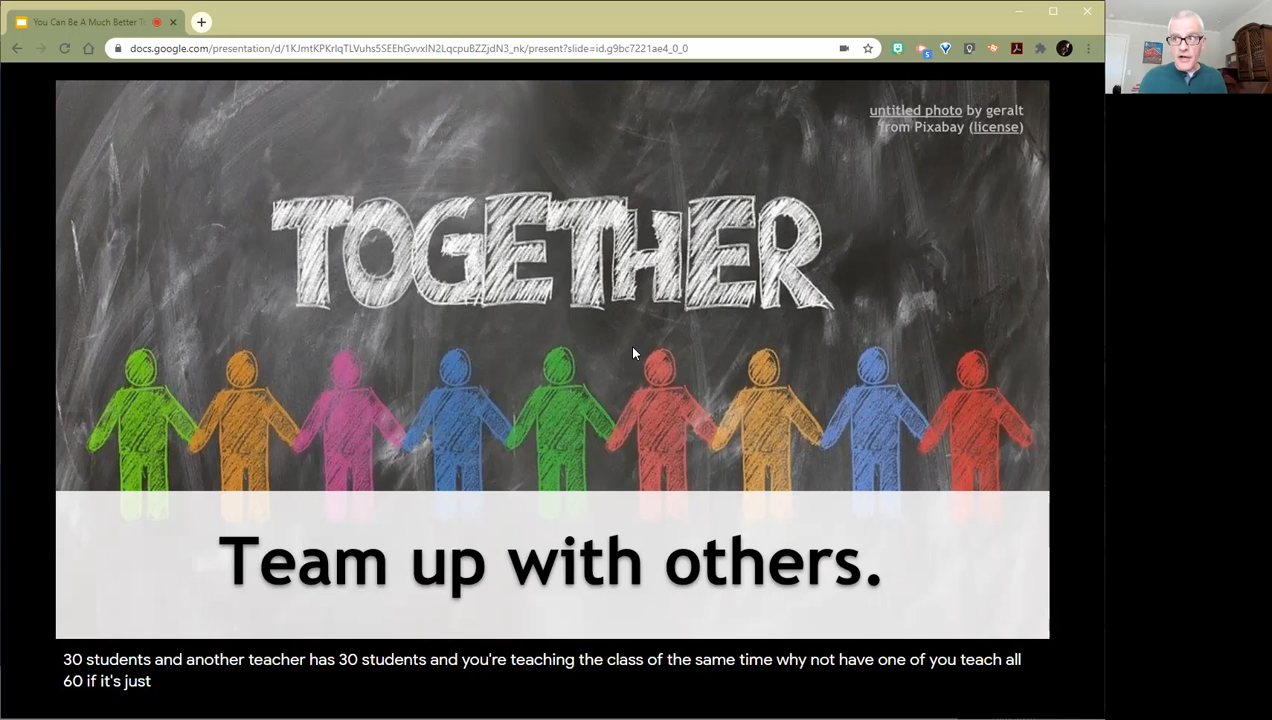 You Can Be A Much Better T
docs.google.com/presentation/d/1KJmtKPKrlqTLVuhs5SEEhGvvxlN2LqcpuBZZjdN3_nk/present?slide=id.g9bc7221ae4_0_0
5
untitled photo by geralt
from Pixabay (license)
TOGETHER
Team up with others.
30 students and another teacher has 30 students and you're teaching the class of the same time why not have one of you teach all
60 if it's just